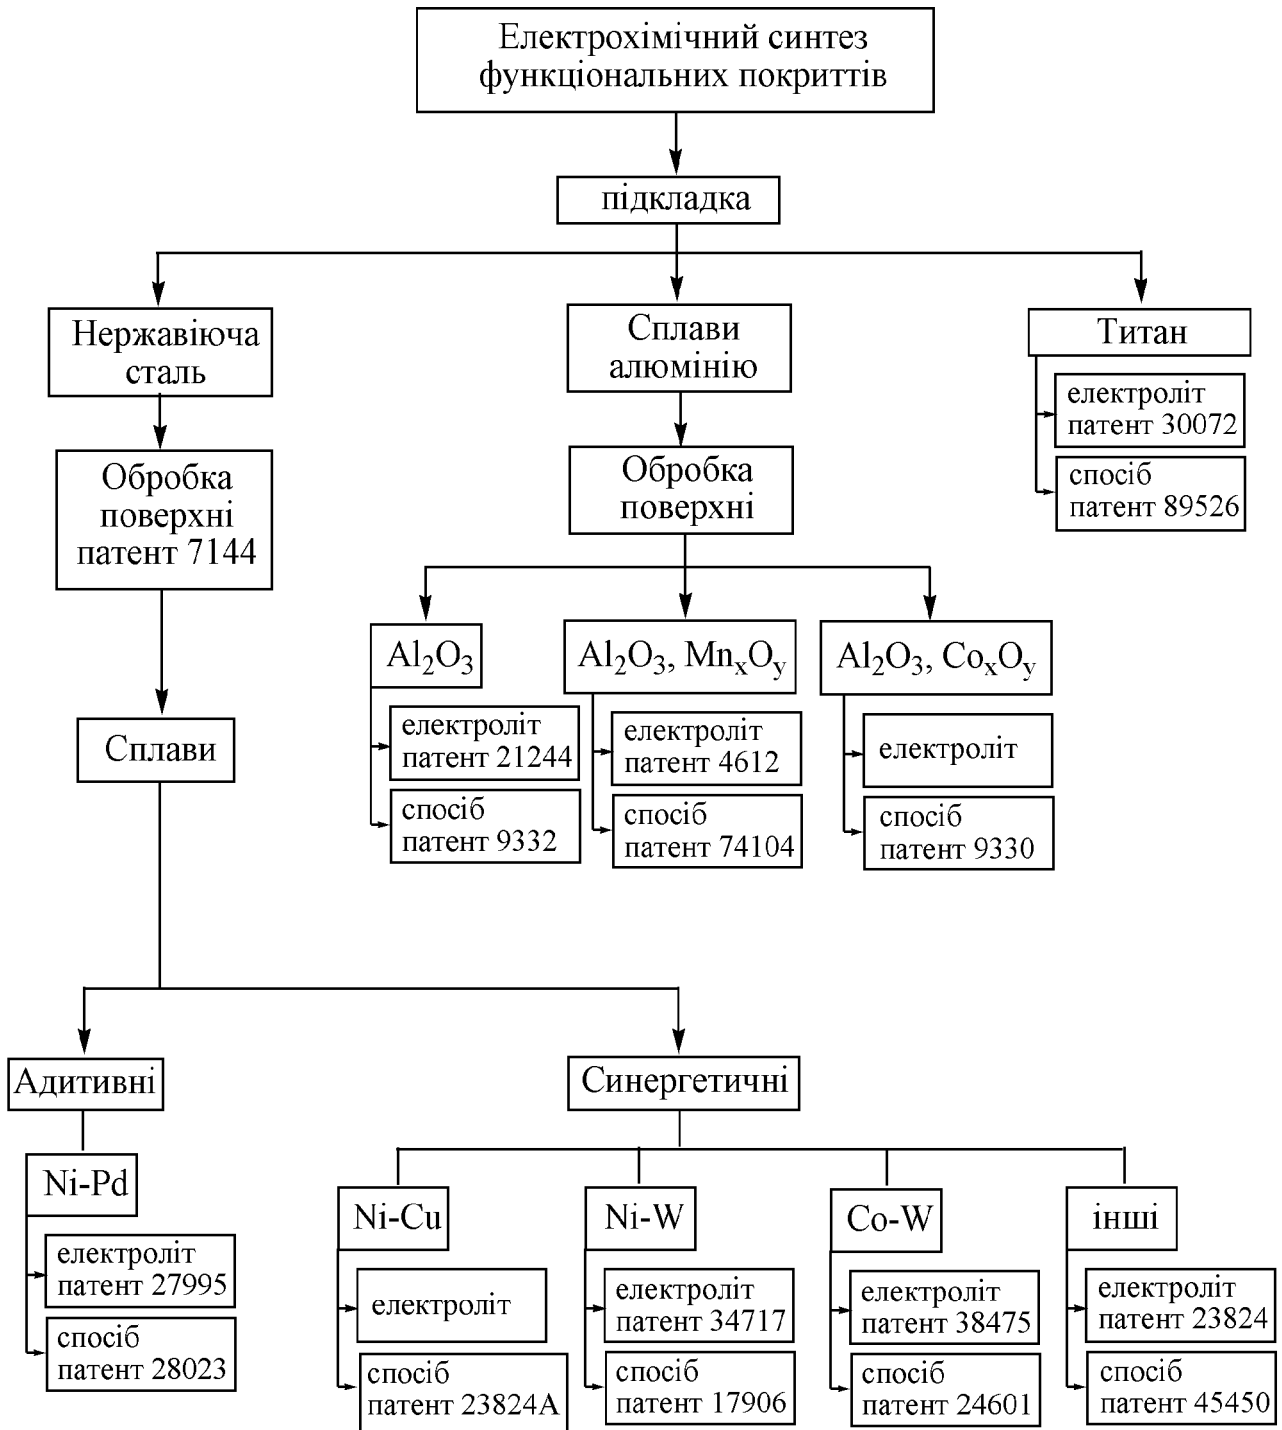 Електрохімічний синтез
функціональних покриттів
підкладка
Нержавіюча
сталь
Сплави
алюмінію
Титан
електроліт
патент 30072
спосіб
патент 89526
Обробка
поверхні
патент 7144
Обробка
поверхні
Al₂O₃
Al₂O₃, MnₓOᵧ
Al₂O₃, CoₓOᵧ
електроліт
патент 21244
спосіб
патент 9332
електроліт
патент 4612
спосіб
патент 74104
електроліт
спосіб
патент 9330
Сплави
Адитивні
Синергетичні
Ni-Pd
електроліт
патент 27995
спосіб
патент 28023
Ni-Cu
електроліт
спосіб
патент 23824А
Ni-W
електроліт
патент 34717
спосіб
патент 17906
Co-W
електроліт
патент 38475
спосіб
патент 24601
інші
електроліт
патент 23824
спосіб
патент 45450